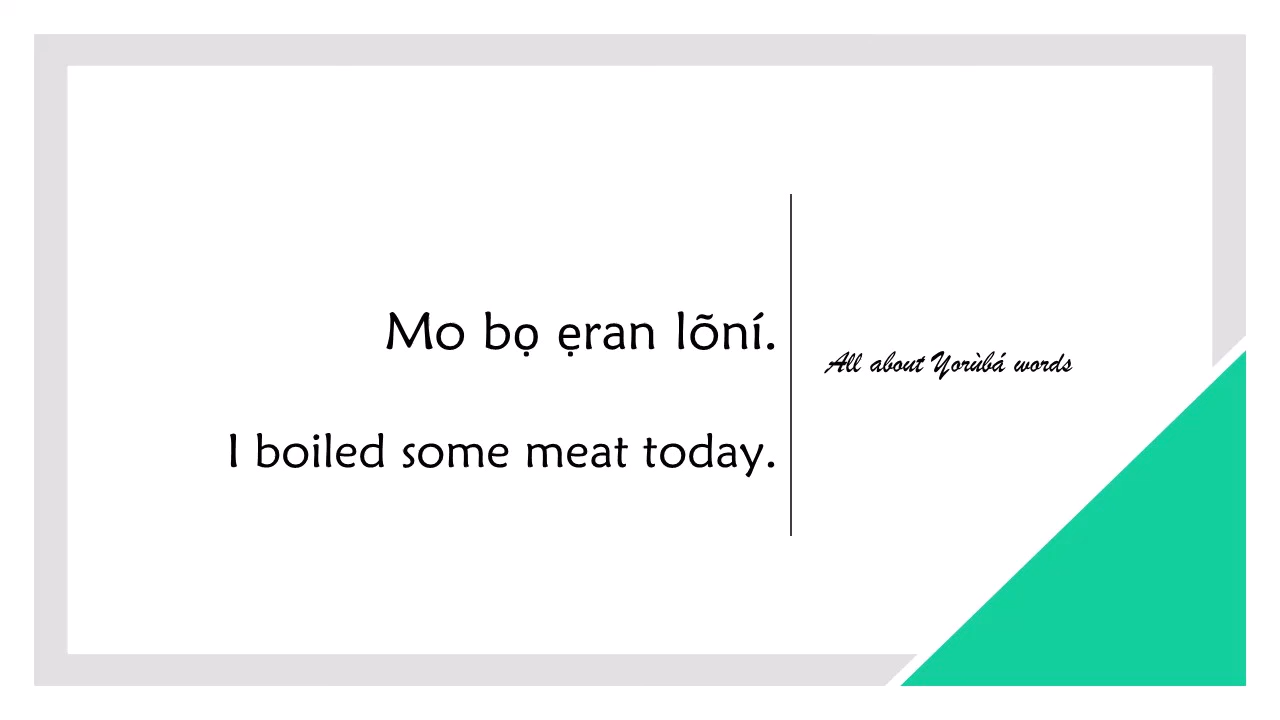 Mo bọ ẹran lõní.
I boiled some meat today.
All about Yorùbá words